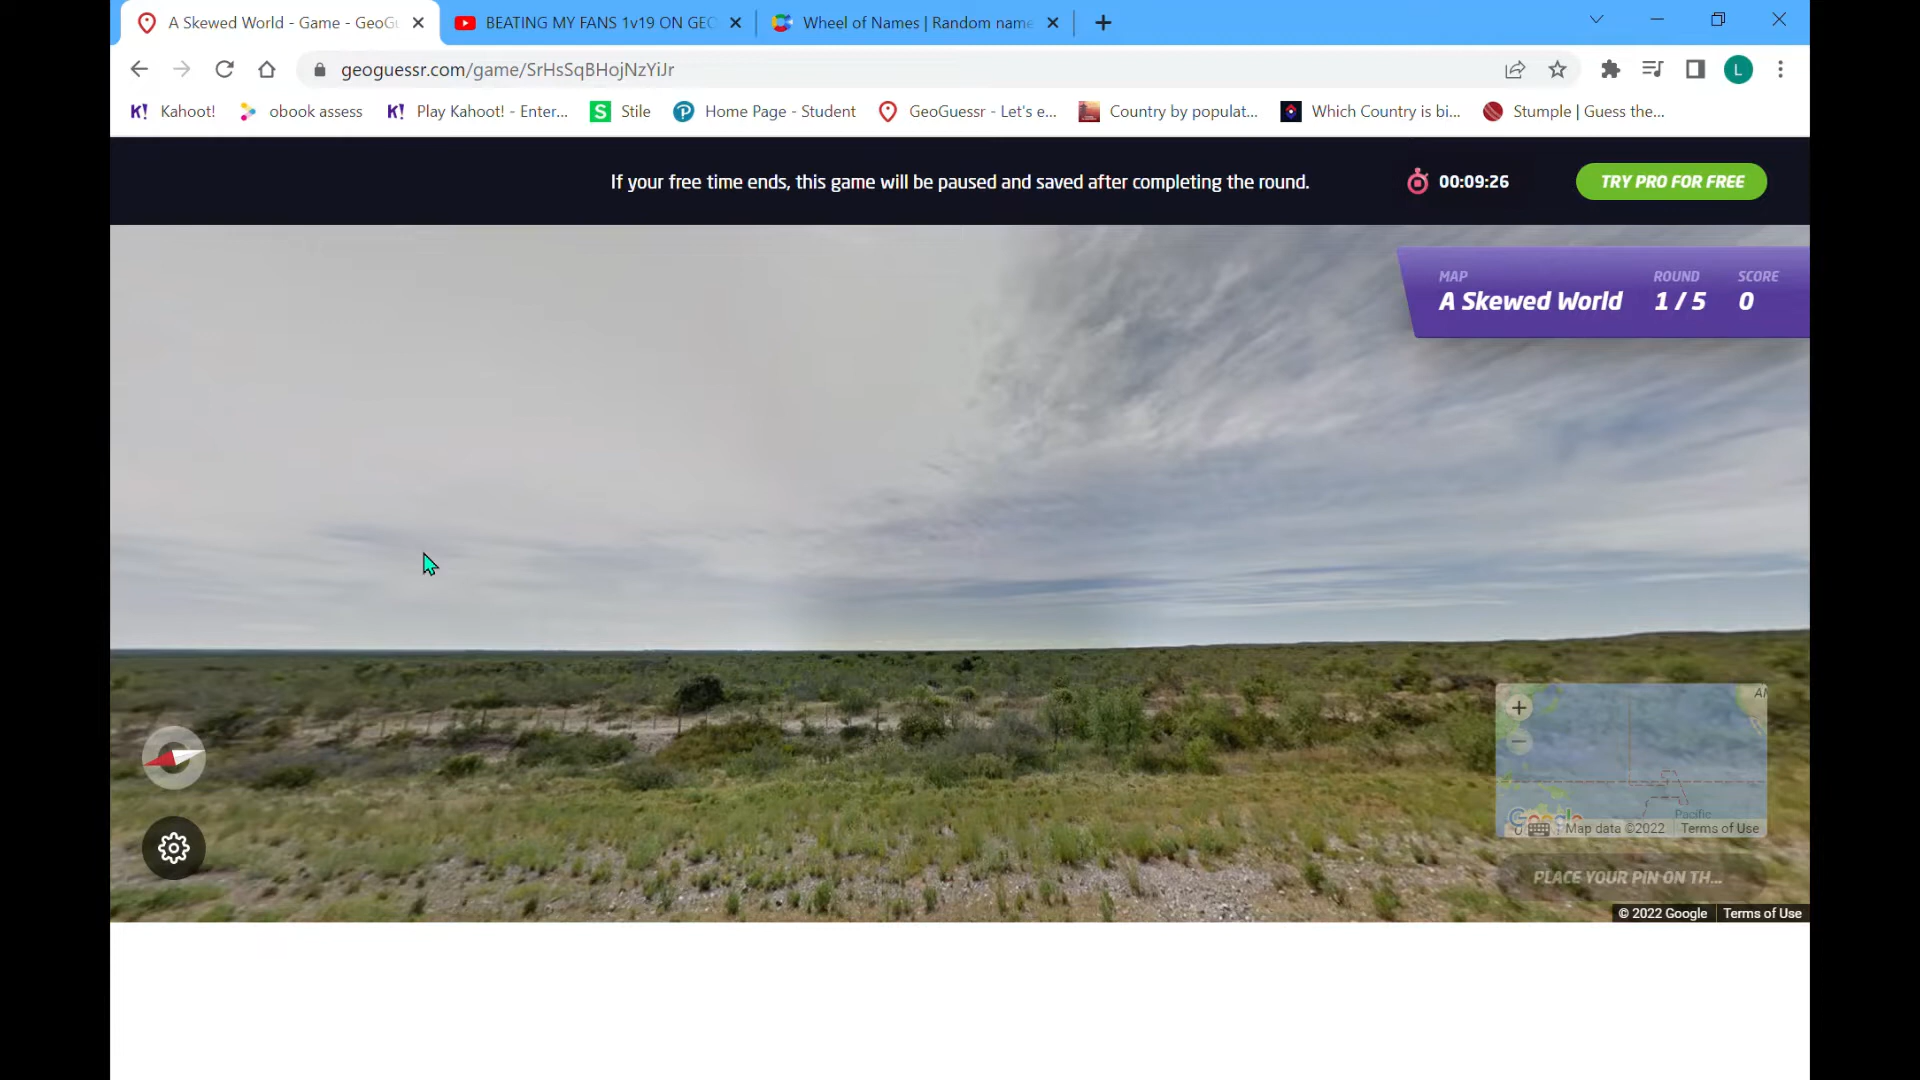 A Skewed World - Game - GeoGu
BEATING MY FANS 1v19 ON GEO
Wheel of Names | Random name
geoguessr.com/game/SrHsSqBHojNzYiJr
L
K! Kahoot!
obook assess
K! Play Kahoot! - Enter...
S Stile
Home Page - Student
GeoGuessr - Let's e...
Country by populat...
Which Country is bi...
Stumple | Guess the...
If your free time ends, this game will be paused and saved after completing the round.
00:09:26
TRY PRO FOR FREE
MAP
A Skewed World
ROUND
1 / 5
SCORE
0
Pacific
Google
Map data ©2022
Terms of Use
PLACE YOUR PIN ON TH...
© 2022 Google
Terms of Use